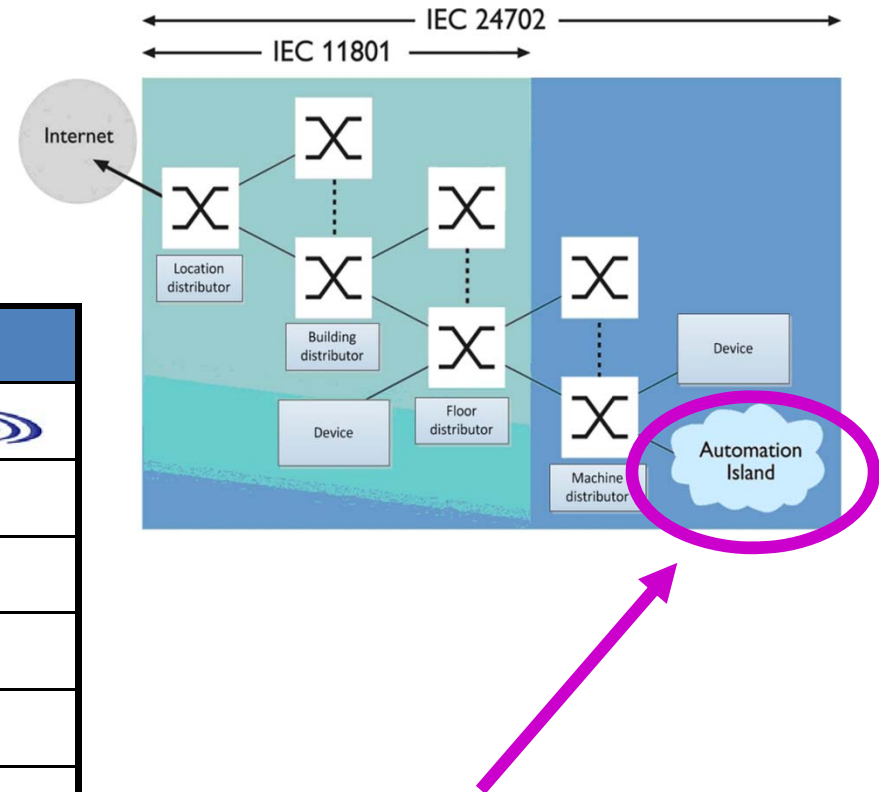 IEC 24702
IEC 11801
Internet
Location
distributor
Building
distributor
Device
Floor
distributor
Device
Machine
distributor
Automation
Island